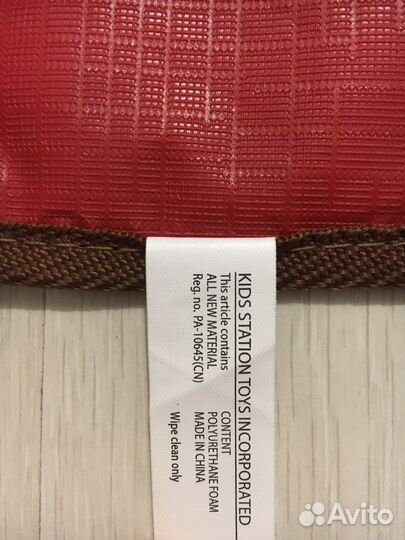 KIDS STATION TOYS INCORPORATED
This article contains
ALL NEW MATERIAL
Reg. no. PA-10645(CN)
CONTENT
POLYURETHANE FOAM
MADE IN CHINA
Wipe clean only
Avito